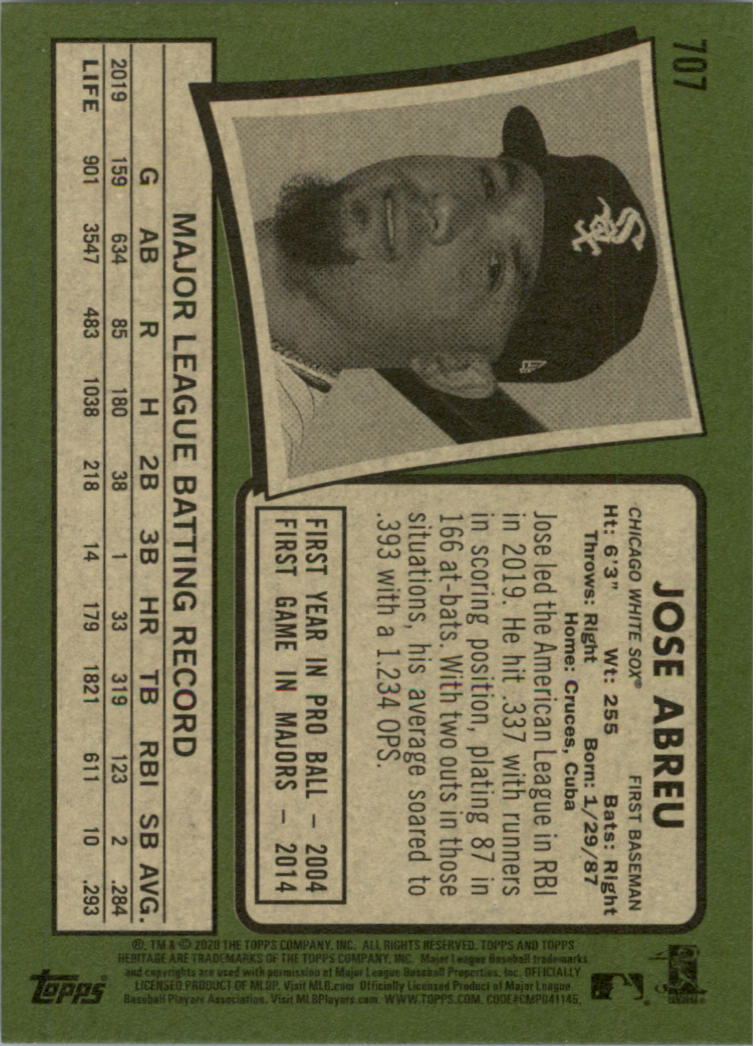 707
JOSE ABREU
CHICAGO WHITE SOX® FIRST BASEMAN
Ht: 6'3" Wt: 255 Bats: Right
Throws: Right Born: 1/29/87
Home: Cruces, Cuba
Jose led the American League in RBI
in 2019. He hit .337 with runners
in scoring position, plating 87 in
166 at-bats. With two outs in those
situations, his average soared to
.393 with a 1.234 OPS.
FIRST YEAR IN PRO BALL – 2004
FIRST GAME IN MAJORS – 2014
MAJOR LEAGUE BATTING RECORD
G AB R H 2B 3B HR TB RBI SB AVG.
2019 159 634 85 180 38 1 33 319 123 2 .284
LIFE 901 3547 483 1038 218 14 179 1821 611 10 .293
®, TM & © 2020 THE TOPPS COMPANY, INC. ALL RIGHTS RESERVED. TOPPS AND TOPPS
HERITAGE ARE TRADEMARKS OF THE TOPPS COMPANY, INC. Major League Baseball trademarks
and copyrights are used with permission of Major League Baseball Properties, Inc. OFFICIALLY
LICENSED PRODUCT OF MLBP. Visit MLB.com Officially Licensed Product of Major League
Baseball Players Association. Visit MLBPlayers.com. WWW.TOPPS.COM. CODE#CMP041145.
topps®